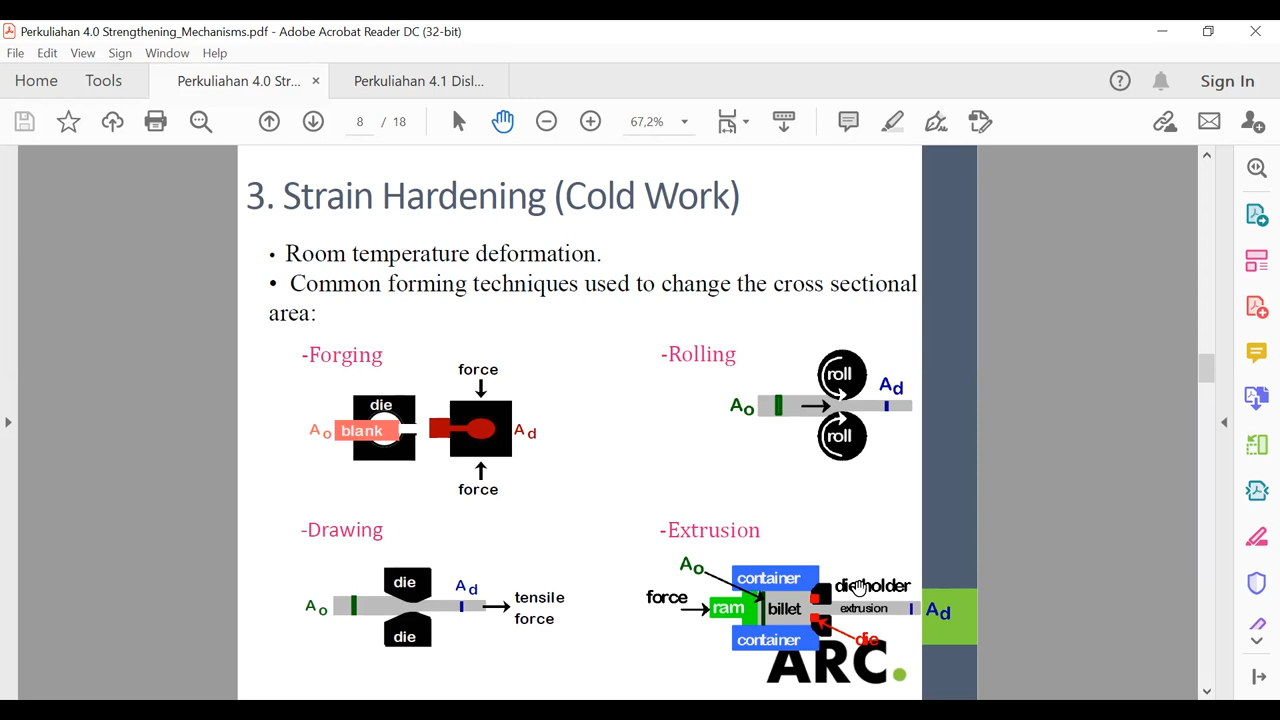 Perkuliahan 4.0 Strengthening_Mechanisms.pdf - Adobe Acrobat Reader DC (32-bit)
File Edit View Sign Window Help
Home Tools Perkuliahan 4.0 Str... × Perkuliahan 4.1 Disl... Sign In
8 / 18 67,2%
3. Strain Hardening (Cold Work)
• Room temperature deformation.
• Common forming techniques used to change the cross sectional
area:
-Forging
force
die
Ao blank
Ad
force
-Rolling
roll
Ao
Ad
roll
-Drawing
die
Ao
Ad
tensile
force
die
-Extrusion
Ao
container
dieholder
force
ram
billet
extrusion
Ad
container
die
ARC.